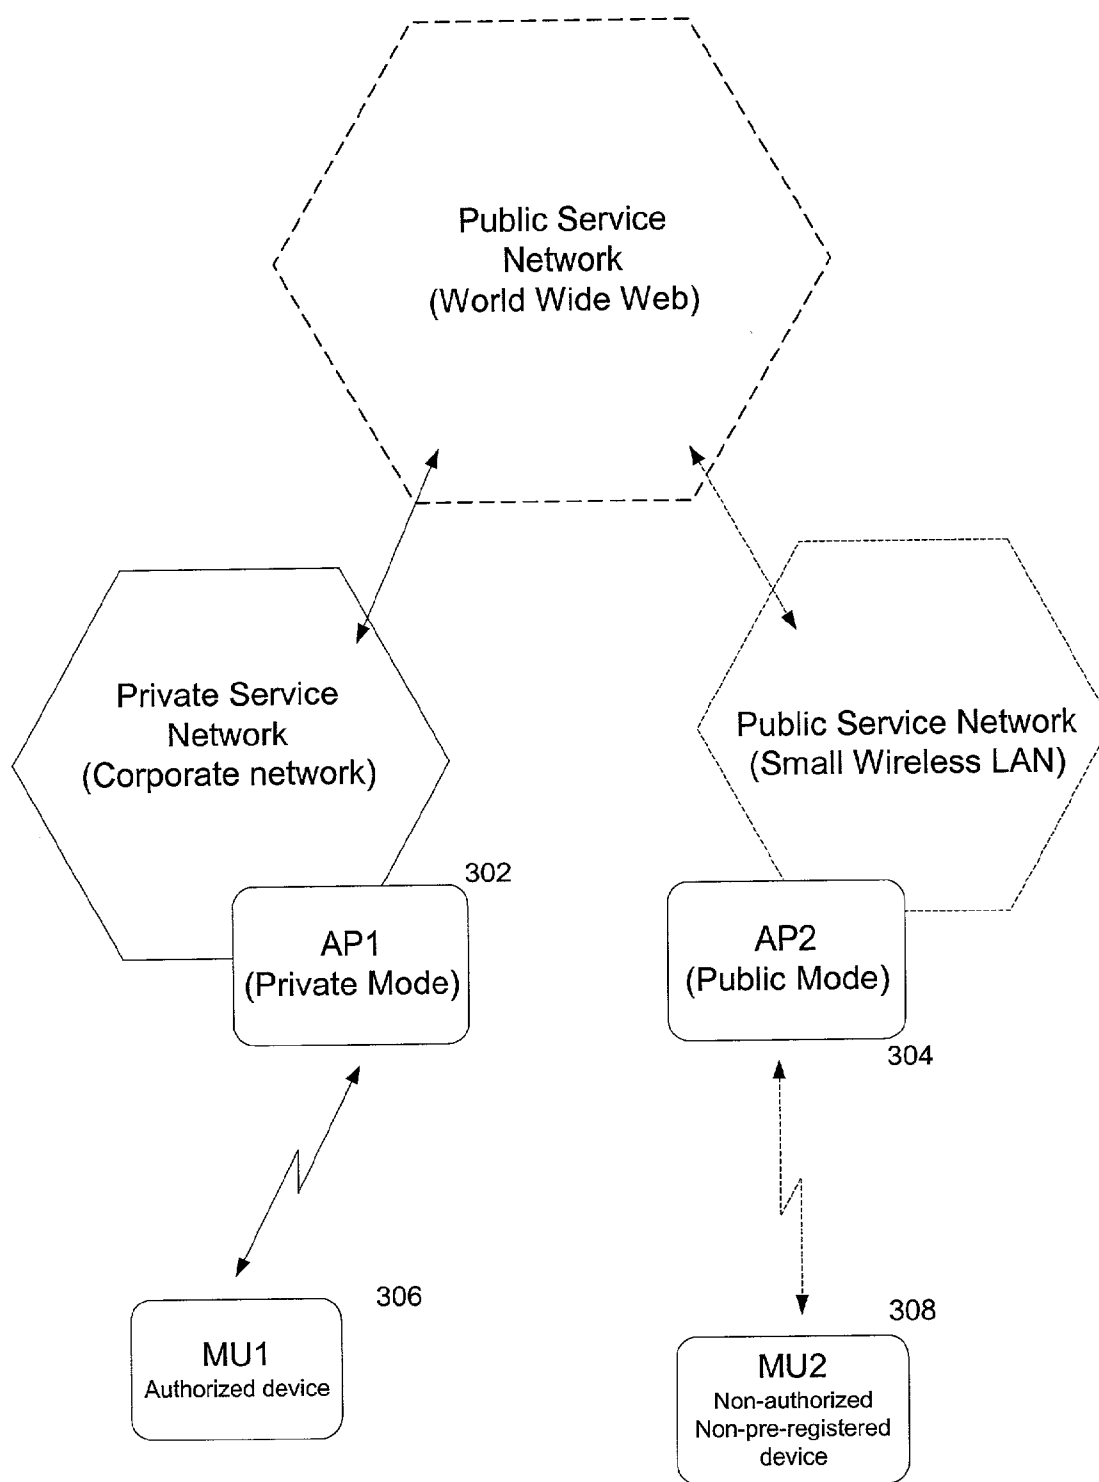 Public Service
Network
(World Wide Web)
Private Service
Network
(Corporate network)
Public Service Network
(Small Wireless LAN)
302
AP1
(Private Mode)
AP2
(Public Mode)
304
306
MU1
Authorized device
308
MU2
Non-authorized
Non-pre-registered
device